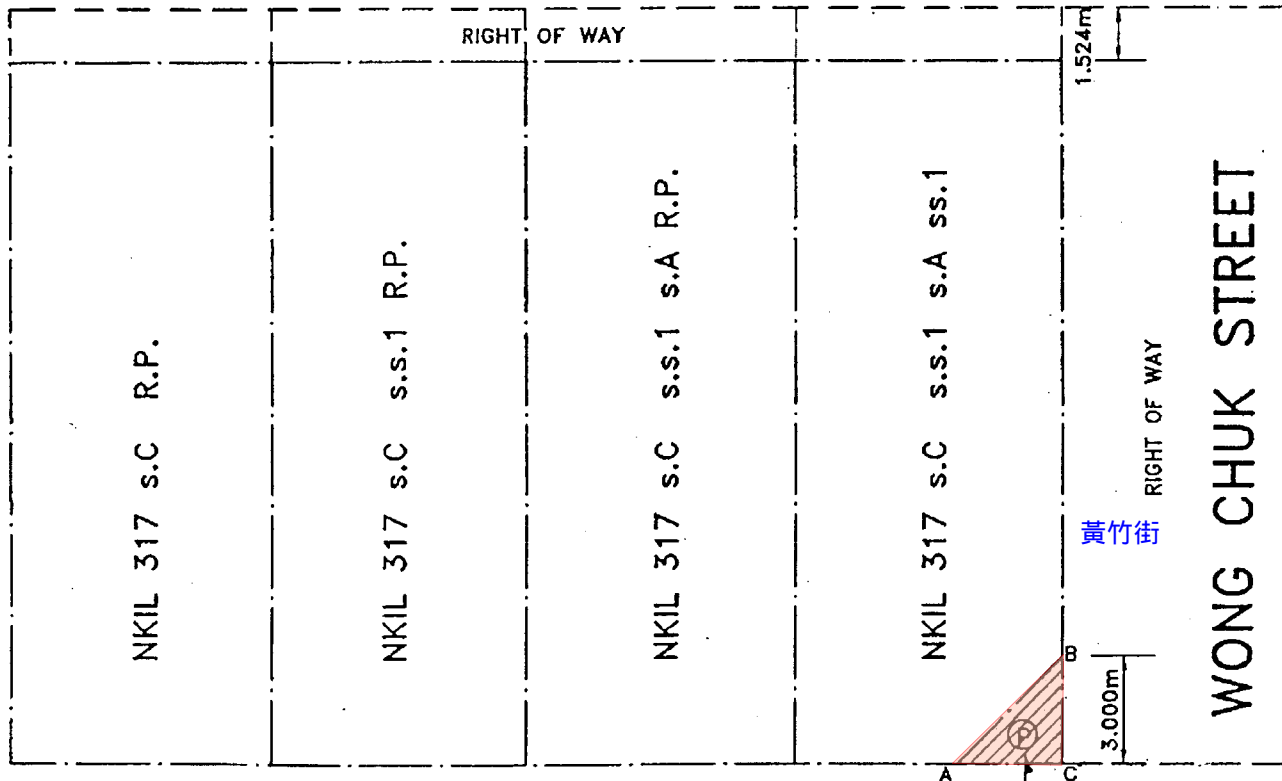 RIGHT OF WAY
1.524m
NKIL 317 s.C R.P.
NKIL 317 s.C s.s.1 R.P.
NKIL 317 s.C s.s.1 s.A R.P.
NKIL 317 s.C s.s.1 s.A ss.1
RIGHT OF WAY
WONG CHUK STREET
黃竹街
B
3.000m
P
A
C